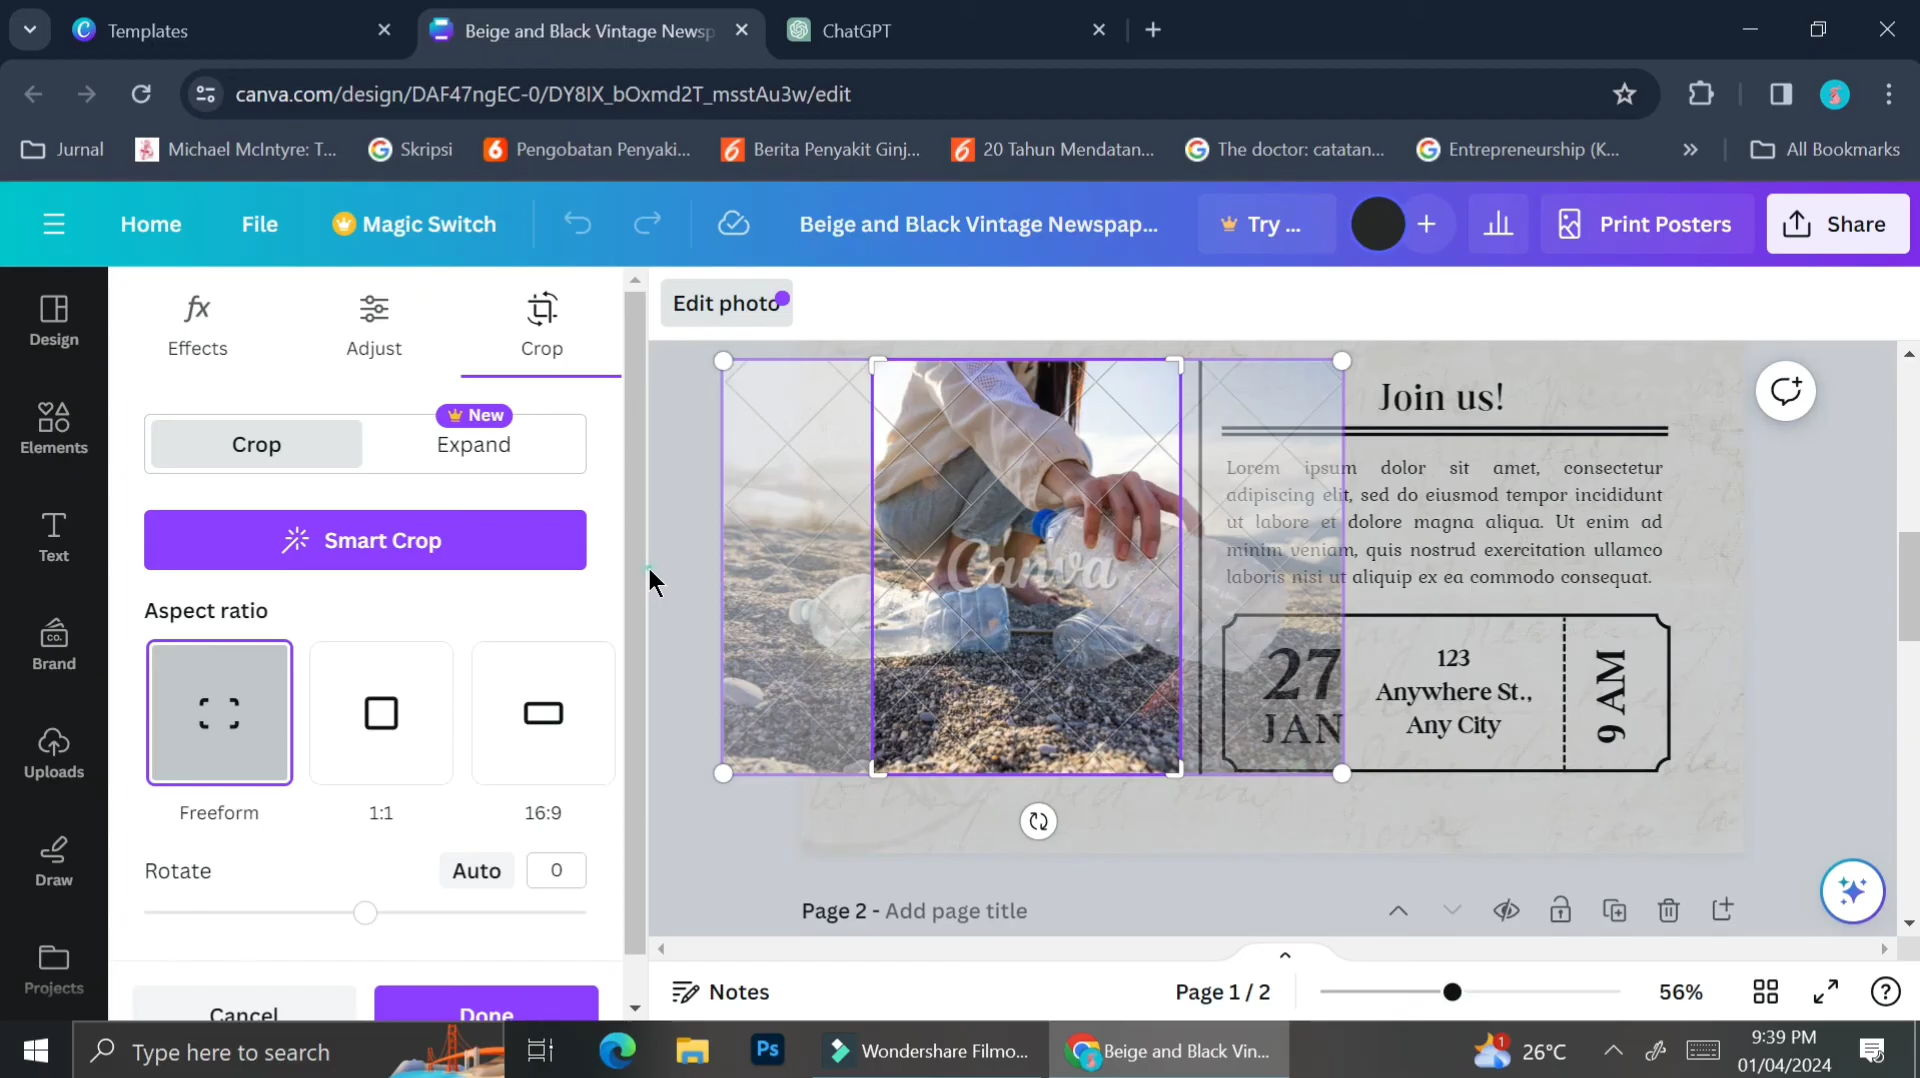 Templates
Beige and Black Vintage Newsp
ChatGPT
canva.com/design/DAF47ngEC-0/DY8IX_bOxmd2T_msstAu3w/edit
Jurnal
Michael McIntyre: T...
Skripsi
Pengobatan Penyaki...
Berita Penyakit Ginj...
20 Tahun Mendatan...
The doctor: catatan...
Entrepreneurship (K...
All Bookmarks
Home
File
Magic Switch
Beige and Black Vintage Newspap...
Try ...
Print Posters
Share
Design
Elements
Text
Brand
CO.
Uploads
Draw
Projects
fx
Effects
Adjust
Crop
Crop
New
Expand
Smart Crop
Aspect ratio
Freeform
1:1
16:9
Rotate
Auto
0
Cancel
Done
Edit photo
Canva
Join us!
Lorem ipsum dolor sit amet, consectetur
adipiscing elit, sed do eiusmod tempor incididunt
ut labore et dolore magna aliqua. Ut enim ad
minim veniam, quis nostrud exercitation ullamco
laboris nisi ut aliquip ex ea commodo consequat.
27
JAN
123
Anywhere St.,
Any City
9 AM
Page 2 - Add page title
Notes
Page 1 / 2
56%
Type here to search
Ps
Wondershare Filmo...
Beige and Black Vin...
1
26°C
9:39 PM
01/04/2024